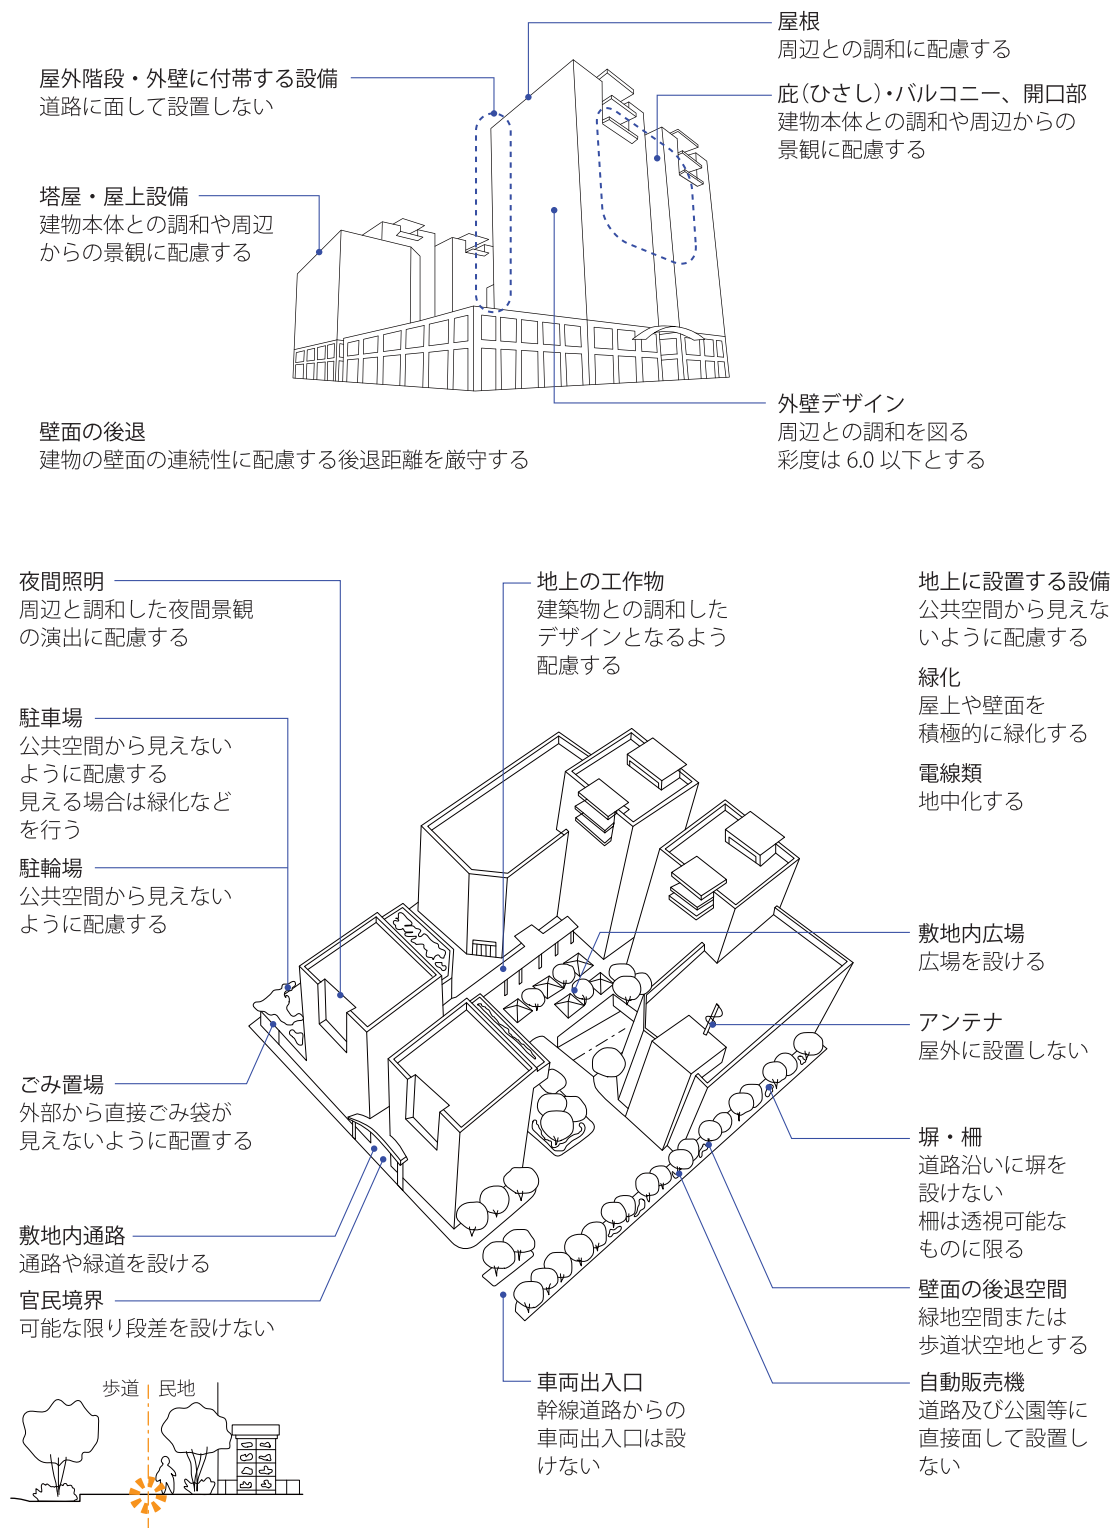 屋根
周辺との調和に配慮する
屋外階段・外壁に付帯する設備
道路に面して設置しない
庇(ひさし)・バルコニー、開口部
建物本体との調和や周辺からの
景観に配慮する
塔屋・屋上設備
建物本体との調和や周辺
からの景観に配慮する
外壁デザイン
周辺との調和を図る
彩度は 6.0 以下とする
壁面の後退
建物の壁面の連続性に配慮する後退距離を厳守する
夜間照明
周辺と調和した夜間景観
の演出に配慮する
地上の工作物
建築物との調和した
デザインとなるよう
配慮する
地上に設置する設備
公共空間から見えな
いように配慮する
緑化
屋上や壁面を
積極的に緑化する
電線類
地中化する
駐車場
公共空間から見えない
ように配慮する
見える場合は緑化など
を行う
駐輪場
公共空間から見えない
ように配慮する
敷地内広場
広場を設ける
アンテナ
屋外に設置しない
ごみ置場
外部から直接ごみ袋が
見えないように配置する
塀・柵
道路沿いに塀を
設けない
柵は透視可能な
ものに限る
敷地内通路
通路や緑道を設ける
官民境界
可能な限り段差を設けない
壁面の後退空間
緑地空間または
歩道状空地とする
車両出入口
幹線道路からの
車両出入口は設
けない
自動販売機
道路及び公園等に
直接面して設置し
ない
歩道 民地